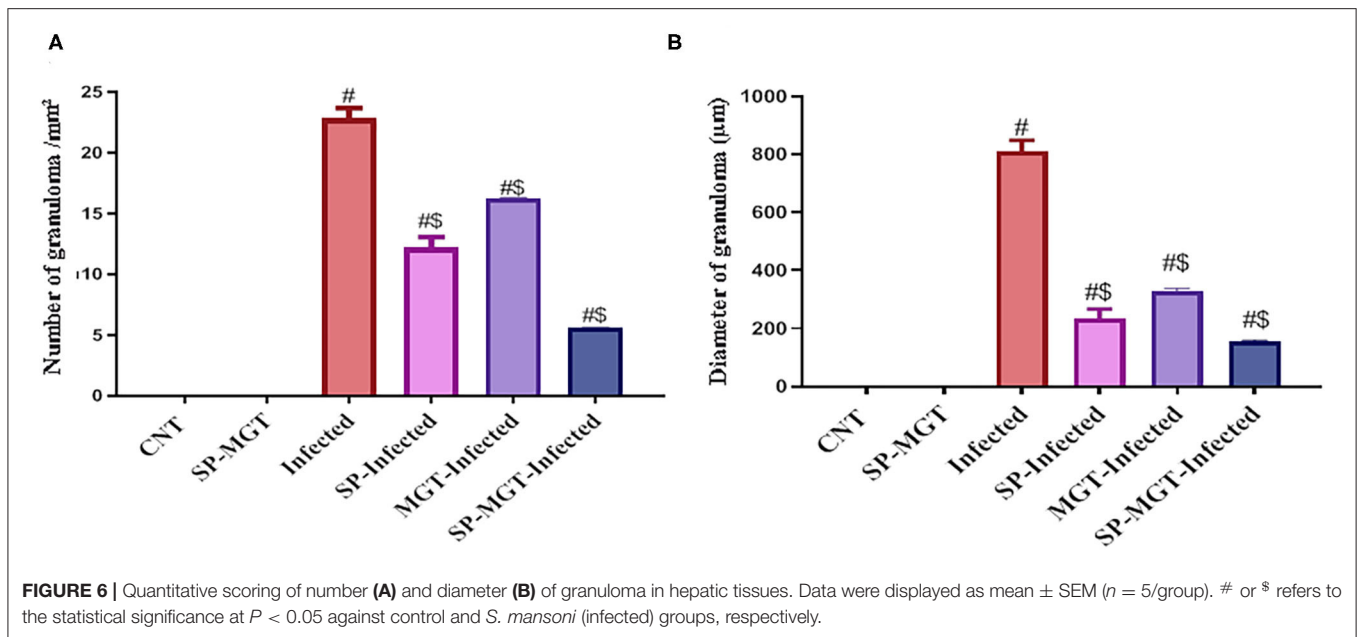 A
B
Number of granuloma /mm²
25
20
15
10
5
0
#
#$
#$
#$
CNT
SP-MGT
Infected
SP-Infected
MGT-Infected
SP-MGT-Infected
Diameter of granuloma (μm)
1000
800
600
400
200
0
#
#$
#$
#$
CNT
SP-MGT
Infected
SP-Infected
MGT-Infected
SP-MGT-Infected
FIGURE 6 | Quantitative scoring of number (A) and diameter (B) of granuloma in hepatic tissues. Data were displayed as mean ± SEM (n = 5/group). # or $ refers to
the statistical significance at P < 0.05 against control and S. mansoni (infected) groups, respectively.